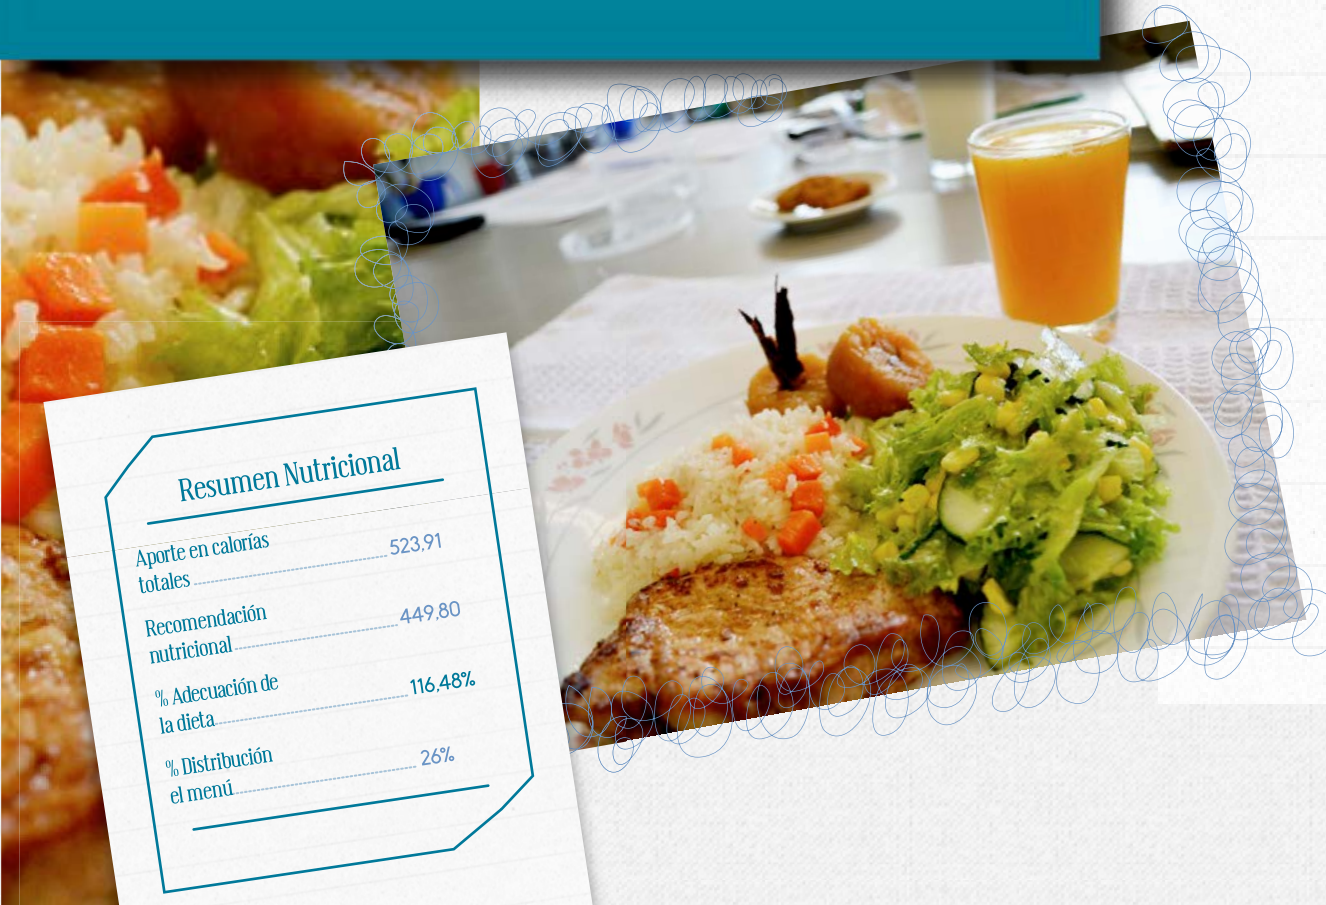 Resumen Nutricional
Aporte en calorías
totales 523,91
Recomendación
nutricional 449,80
% Adecuación de
la dieta 116,48%
% Distribución
el menú 26%